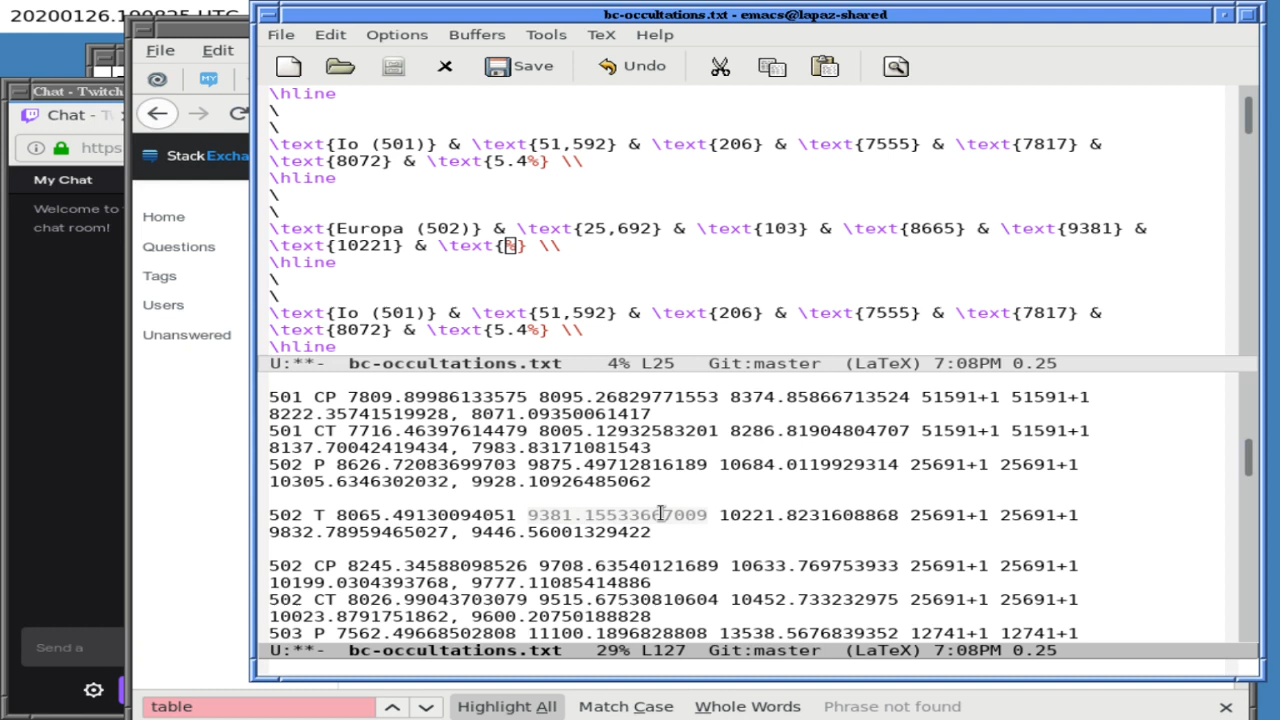 20200126.190825 UTC
bc-occultations.txt - emacs@lapaz-shared
File Edit Options Buffers Tools TeX Help
Save Undo
\hline
\
\
\text{Io (501)} & \text{51,592} & \text{206} & \text{7555} & \text{7817} &
\text{8072} & \text{5.4%} \\
\hline
\
\
\text{Europa (502)} & \text{25,692} & \text{103} & \text{8665} & \text{9381} &
\text{10221} & \text{%} \\
\hline
\
\
\text{Io (501)} & \text{51,592} & \text{206} & \text{7555} & \text{7817} &
\text{8072} & \text{5.4%} \\
\hline
U:**- bc-occultations.txt 4% L25 Git:master (LaTeX) 7:08PM 0.25
501 CP 7809.89986133575 8095.26829771553 8374.85866713524 51591+1 51591+1
8222.35741519928, 8071.09350061417
501 CT 7716.46397614479 8005.12932583201 8286.81904804707 51591+1 51591+1
8137.70042419434, 7983.83171081543
502 P 8626.72083699703 9875.49712816189 10684.0119929314 25691+1 25691+1
10305.6346302032, 9928.10926485062
502 T 8065.49130094051 9381.15533667009 10221.8231608868 25691+1 25691+1
9832.78959465027, 9446.56001329422
502 CP 8245.34588098526 9708.63540121689 10633.769753933 25691+1 25691+1
10199.0304393768, 9777.11085414886
502 CT 8026.99043703079 9515.67530810604 10452.733232975 25691+1 25691+1
10023.8791751862, 9600.20750188828
503 P 7562.49668502808 11100.1896828808 13538.5676839352 12741+1 12741+1
U:**- bc-occultations.txt 29% L127 Git:master (LaTeX) 7:08PM 0.25
File Edit
MY
StackExcha
Home
Questions
Tags
Users
Unanswered
Chat - Twitch
Chat - T
https
My Chat
Welcome to
chat room!
Send a
table
Highlight All Match Case Whole Words Phrase not found